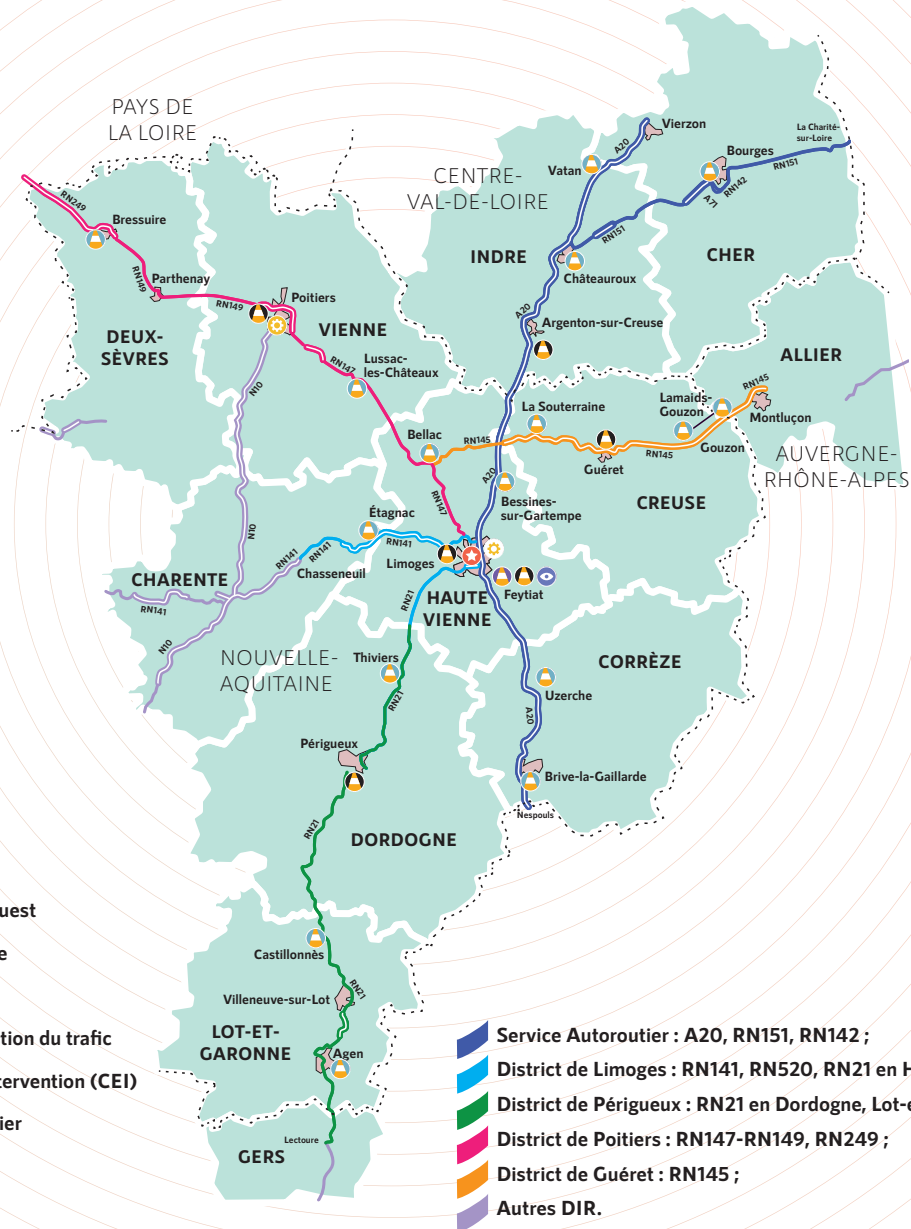 PAYS DE
LA LOIRE
Vierzon
La Charité-
sur-Loire
A20
Bourges
Vatan
RN151
CENTRE-
VAL-DE-LOIRE
RN142
A71
RN249
Bressuire
RN151
INDRE
CHER
Châteauroux
Parthenay
RN149
Poitiers
RN149
A20
Argenton-sur-Creuse
VIENNE
DEUX-
SÈVRES
ALLIER
RN147
Lussac-
les-Châteaux
N10
RN145
Lamaids-
Gouzon
La Souterraine
Montluçon
Bellac
RN145
Gouzon
RN145
Guéret
AUVERGNE-
RHÔNE-ALPES
A20
RN147
Bessines-
sur-Gartempe
CREUSE
Étagnac
N10
RN141
RN141
RN141
Limoges
Chasseneuil
CHARENTE
Feytiat
RN141
RN21
HAUTE
VIENNE
N10
NOUVELLE-
AQUITAINE
Thiviers
CORRÈZE
RN21
Uzerche
A20
Périgueux
Brive-la-Gaillarde
Nespouls
RN21
DORDOGNE
uest
e
Castillonnès
RN21
Villeneuve-sur-Lot
tion du trafic
LOT-ET-
GARONNE
Agen
tervention (CEI)
ier
Lectoure
GERS
Service Autoroutier : A20, RN151, RN142 ;
District de Limoges : RN141, RN520, RN21 en H
District de Périgueux : RN21 en Dordogne, Lot-e
District de Poitiers : RN147-RN149, RN249 ;
District de Guéret : RN145 ;
Autres DIR.